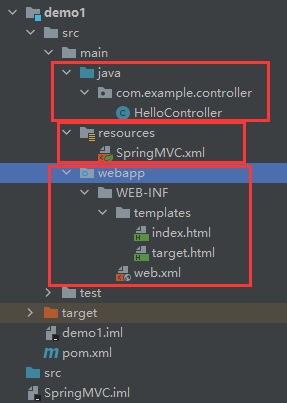 demo1
src
main
java
com.example.controller
HelloController
resources
SpringMVC.xml
webapp
WEB-INF
templates
index.html
target.html
web.xml
test
target
demo1.iml
pom.xml
src
SpringMVC.iml